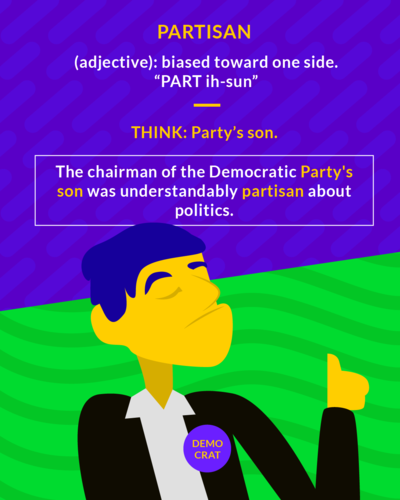 PARTISAN
(adjective): biased toward one side.
“PART ih-sun”
THINK: Party’s son.
The chairman of the Democratic Party's
son was understandably partisan about
politics.
DEMO
CRAT